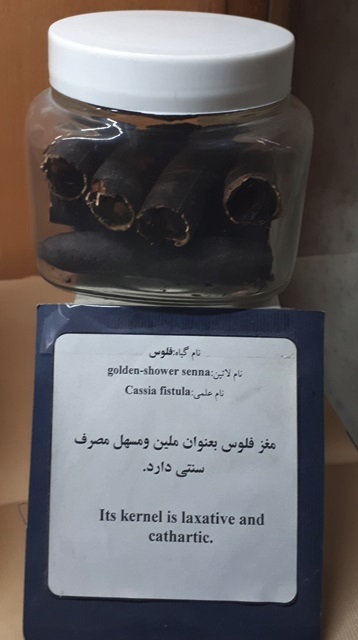 نام گیاه:فلوس
نام لاتین:golden-shower senna
نام علمی:Cassia fistula
مغز فلوس بعنوان ملین ومسهل مصرف
سنتی دارد.
Its kernel is laxative and
cathartic.